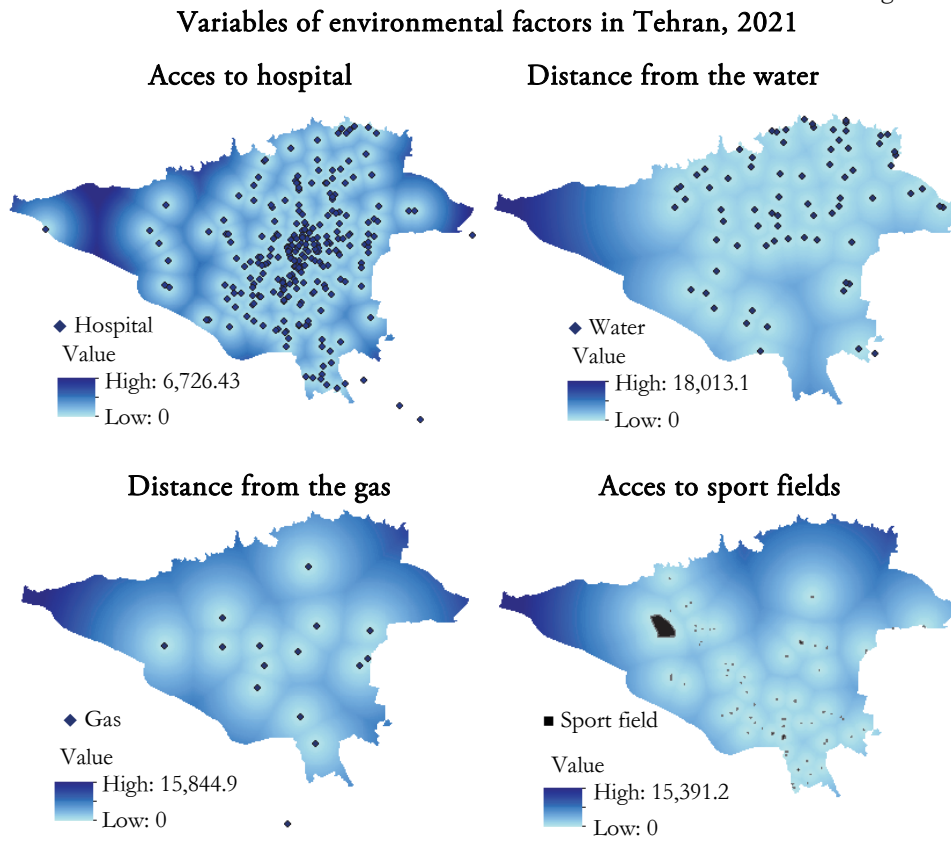 Variables of environmental factors in Tehran, 2021
Acces to hospital
Hospital
Value
High: 6,726.43
Low: 0
Distance from the water
Water
Value
High: 18,013.1
Low: 0
Distance from the gas
Gas
Value
High: 15,844.9
Low: 0
Acces to sport fields
Sport field
Value
High: 15,391.2
Low: 0